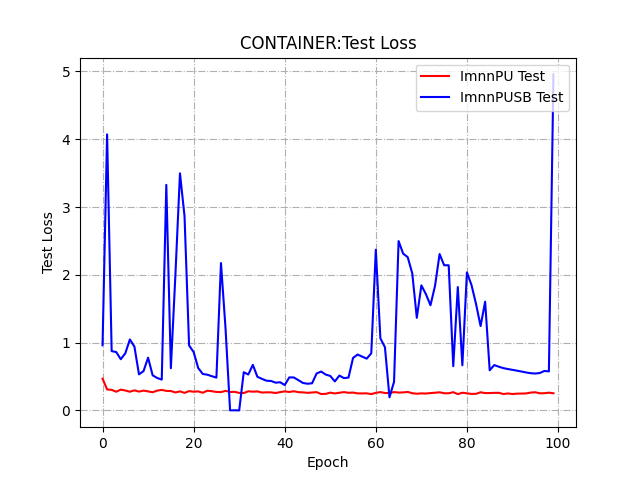 CONTAINER:Test Loss
ImnnPU Test
ImnnPUSB Test
Test Loss
5
4
3
2
1
0
0
20
40
60
80
100
Epoch